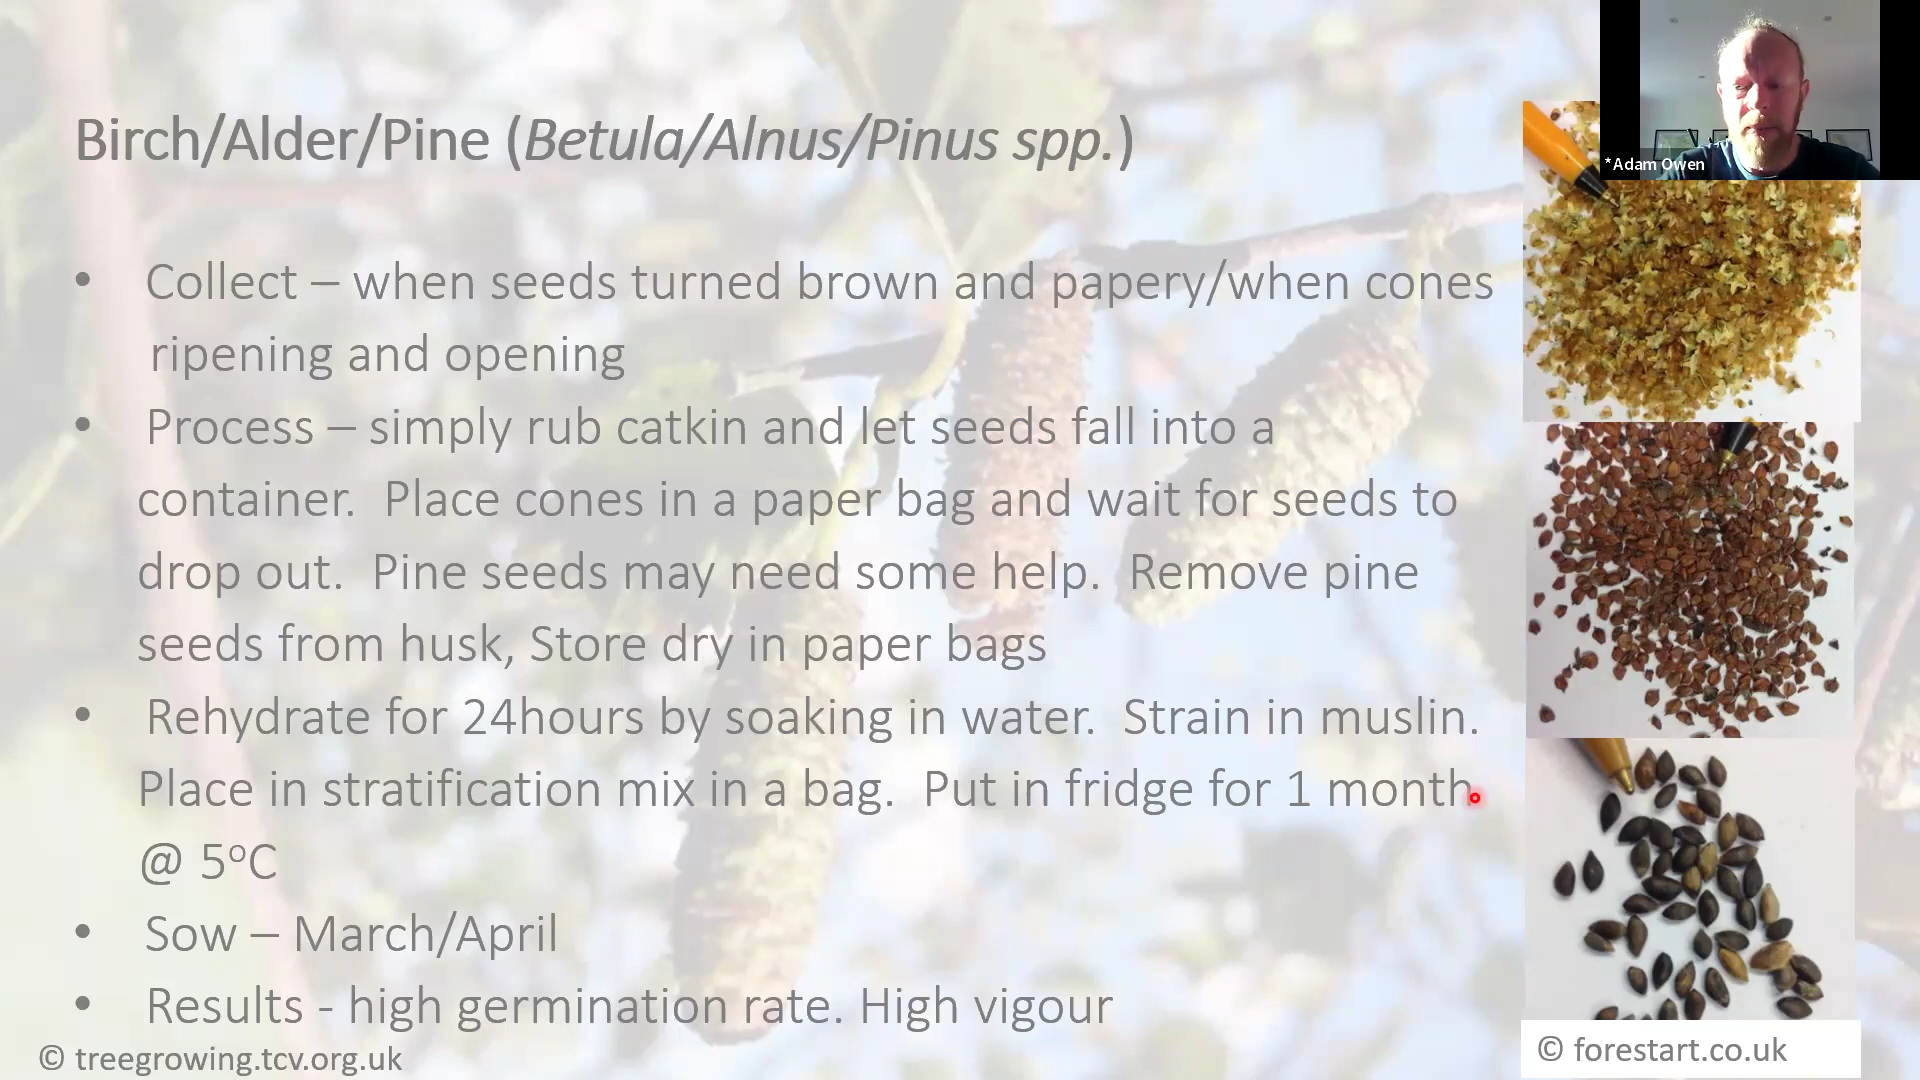 Birch/Alder/Pine (Betula/Alnus/Pinus spp.)
*Adam Owen
• Collect – when seeds turned brown and papery/when cones
ripening and opening
• Process – simply rub catkin and let seeds fall into a
container.  Place cones in a paper bag and wait for seeds to
drop out.  Pine seeds may need some help.  Remove pine
seeds from husk, Store dry in paper bags
• Rehydrate for 24hours by soaking in water.  Strain in muslin.
Place in stratification mix in a bag.  Put in fridge for 1 month
@ 5°C
• Sow – March/April
• Results - high germination rate. High vigour
© treegrowing.tcv.org.uk
© forestart.co.uk